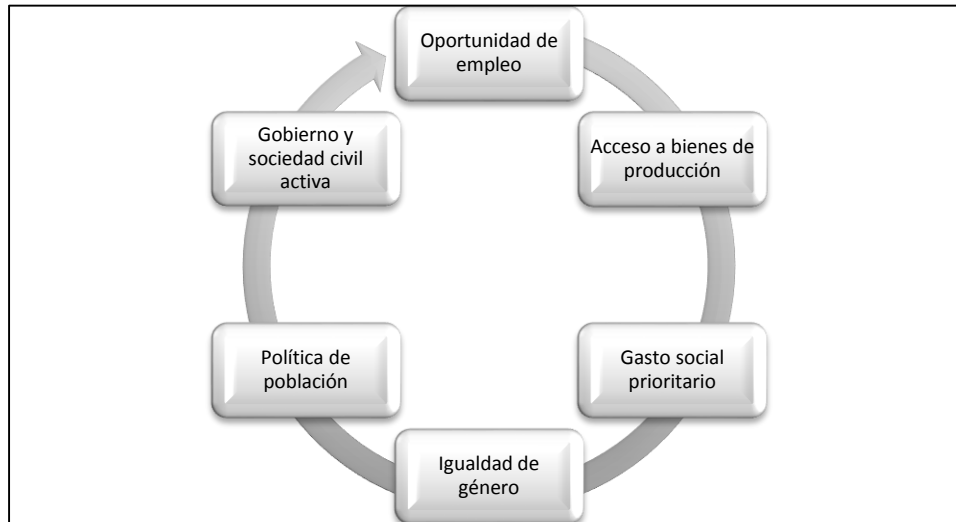 Oportunidad de
empleo
Acceso a bienes de
producción
Gasto social
prioritario
Igualdad de
género
Política de
población
Gobierno y
sociedad civil
activa